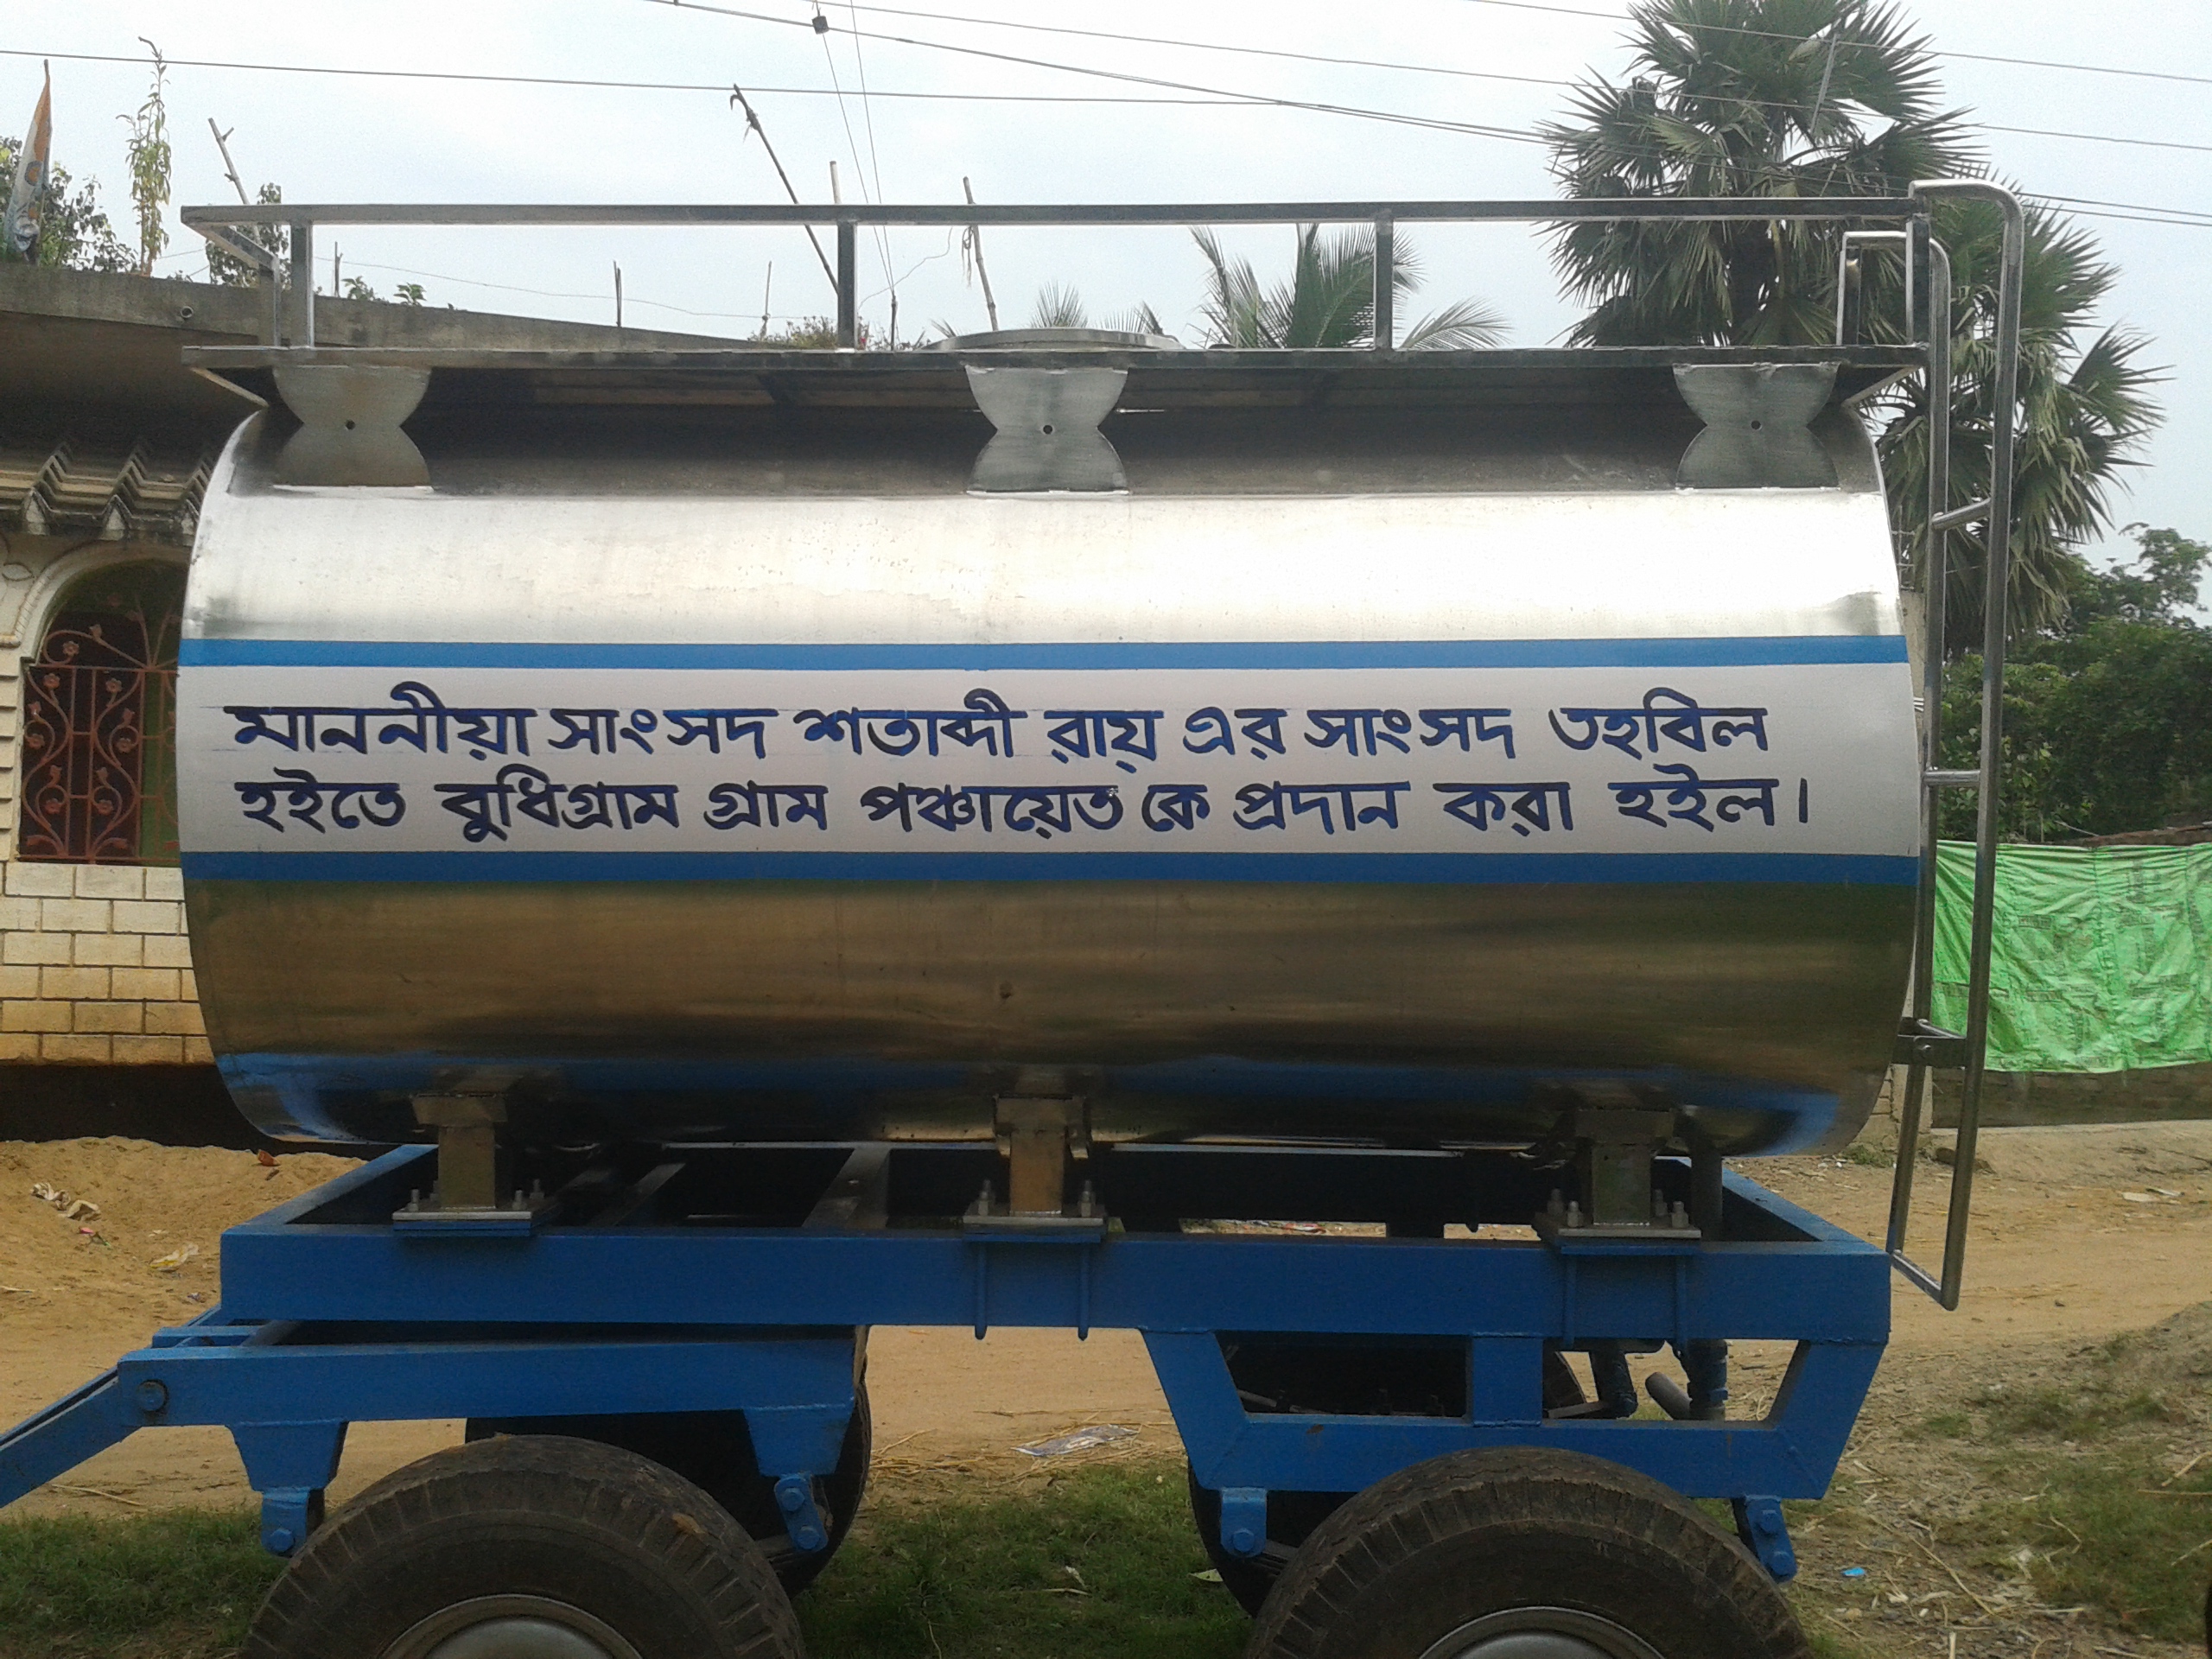 মাননীয়া সাংসদ শতাব্দী রায় এর সাংসদ তহবিল
হইতে বুধিগ্রাম গ্রাম পঞ্চায়েত কে প্রদান করা হইল।